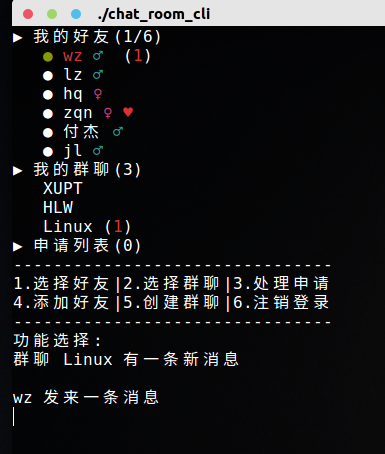 ./chat_room_cli
▶ 我的好友(1/6)
● wz ♂ (1)
● lz ♂
● hq ♀
● zqn ♀ ♥
● 付杰 ♂
● jl ♂
▶ 我的群聊(3)
XUPT
HLW
Linux (1)
▶ 申请列表(0)
--------------------------------
1.选择好友|2.选择群聊|3.处理申请
4.添加好友|5.创建群聊|6.注销登录
--------------------------------
功能选择:
群聊 Linux 有一条新消息
wz 发来一条消息